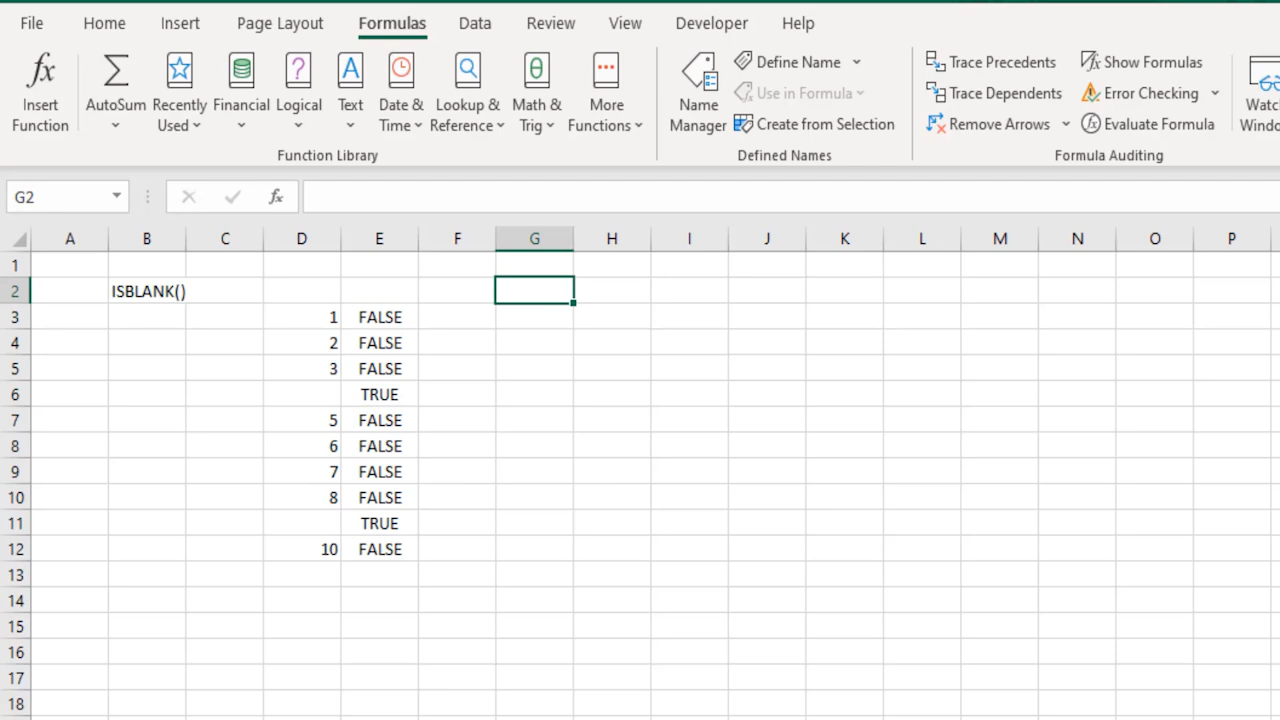 File Home Insert Page Layout Formulas Data Review View Developer Help
fx Σ ? A θ
Insert Function AutoSum Recently Used Financial Logical Text Date & Time Lookup & Reference Math & Trig More Functions
Name Manager
Define Name
Use in Formula
Create from Selection
Trace Precedents Show Formulas
Trace Dependents Error Checking
Remove Arrows Evaluate Formula
Function Library Defined Names Formula Auditing
G2 fx
A B C D E F G H I J K L M N O P
1
2 ISBLANK()
3 1 FALSE
4 2 FALSE
5 3 FALSE
6 TRUE
7 5 FALSE
8 6 FALSE
9 7 FALSE
10 8 FALSE
11 TRUE
12 10 FALSE
13
14
15
16
17
18